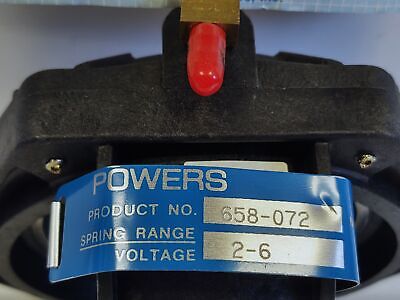 POWERS
PRODUCT NO. 658-072
SPRING RANGE
VOLTAGE 2-6